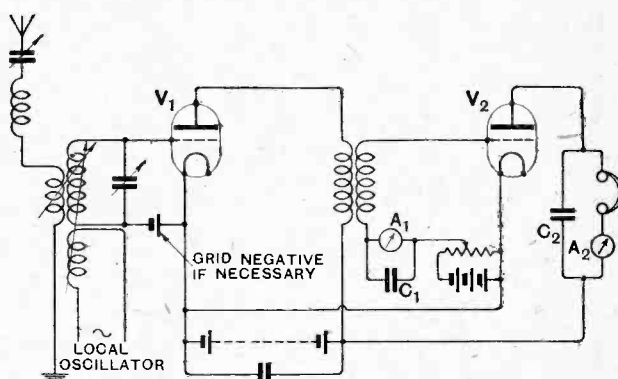 V1
V2
A1
C1
C2
A2
GRID NEGATIVE
IF NECESSARY
~
LOCAL
OSCILLATOR